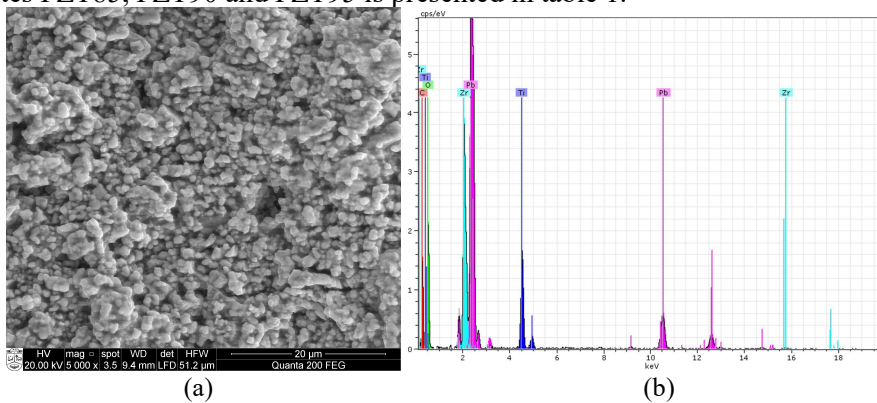 tes PZT65, PZT90 and PZT95 is presented in table 1.
HV mag □ spot WD det HFW 20 µm
20.00 kV 5 000 x 3.5 9.4 mm LFD 51.2 µm Quanta 200 FEG
(a)
cps/eV
5
4
3
2
1
0
Zr
Ti
O
C
Zr
Pb
Ti
Pb
Zr
2 4 6 8 10 12 14 16 18
keV
(b)